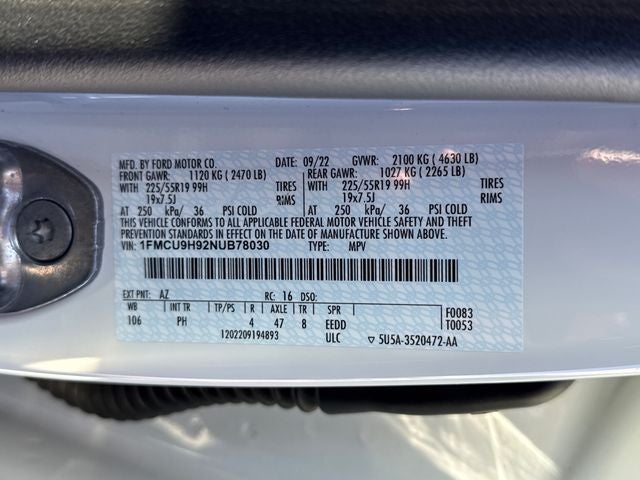 MFD. BY FORD MOTOR CO. DATE: 09/22 GVWR: 2100 KG ( 4630 LB)
FRONT GAWR: 1120 KG ( 2470 LB) REAR GAWR: 1027 KG ( 2265 LB)
WITH 225/55R19 99H TIRES WITH 225/55R19 99H TIRES
19x7.5J RIMS 19x7.5J RIMS
AT 250 kPa/ 36 PSI COLD AT 250 kPa/ 36 PSI COLD
THIS VEHICLE CONFORMS TO ALL APPLICABLE FEDERAL MOTOR VEHICLE SAFETY AND THEFT
PREVENTION STANDARDS IN EFFECT ON THE DATE OF MANUFACTURE SHOWN ABOVE.
VIN: 1FMCU9H92NUB78030 TYPE: MPV
EXT PNT: AZ RC: 16 DSO:
WB INT TR TP/PS R AXLE TR SPR F0083
106 PH 4 47 8 EEDD T0053
1202209194893 ULC 5U5A-3520472-AA